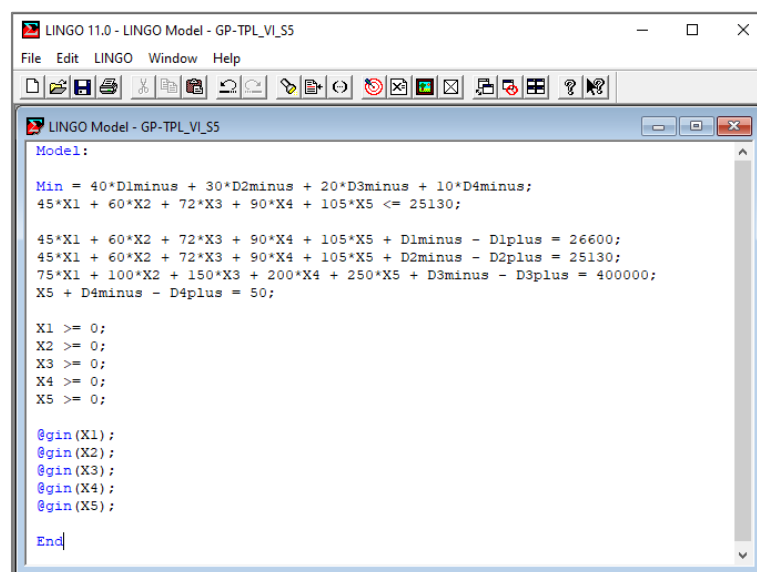 LINGO 11.0 - LINGO Model - GP-TPL_VI_S5
File Edit LINGO Window Help
LINGO Model - GP-TPL_VI_S5
Model:
Min = 40*D1minus + 30*D2minus + 20*D3minus + 10*D4minus;
45*X1 + 60*X2 + 72*X3 + 90*X4 + 105*X5 <= 25130;
45*X1 + 60*X2 + 72*X3 + 90*X4 + 105*X5 + D1minus - D1plus = 26600;
45*X1 + 60*X2 + 72*X3 + 90*X4 + 105*X5 + D2minus - D2plus = 25130;
75*X1 + 100*X2 + 150*X3 + 200*X4 + 250*X5 + D3minus - D3plus = 400000;
X5 + D4minus - D4plus = 50;
X1 >= 0;
X2 >= 0;
X3 >= 0;
X4 >= 0;
X5 >= 0;
@gin(X1);
@gin(X2);
@gin(X3);
@gin(X4);
@gin(X5);
End